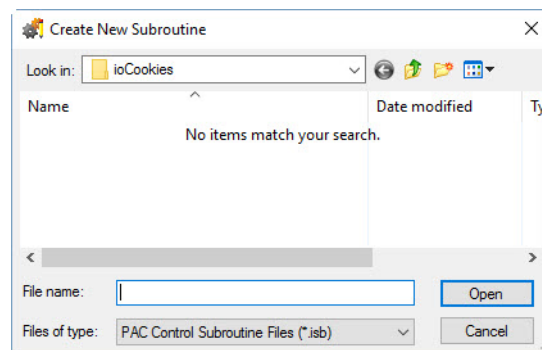 Create New Subroutine
Look in: ioCookies
Name Date modified Ty
No items match your search.
File name: Open
Files of type: PAC Control Subroutine Files (*.isb) Cancel